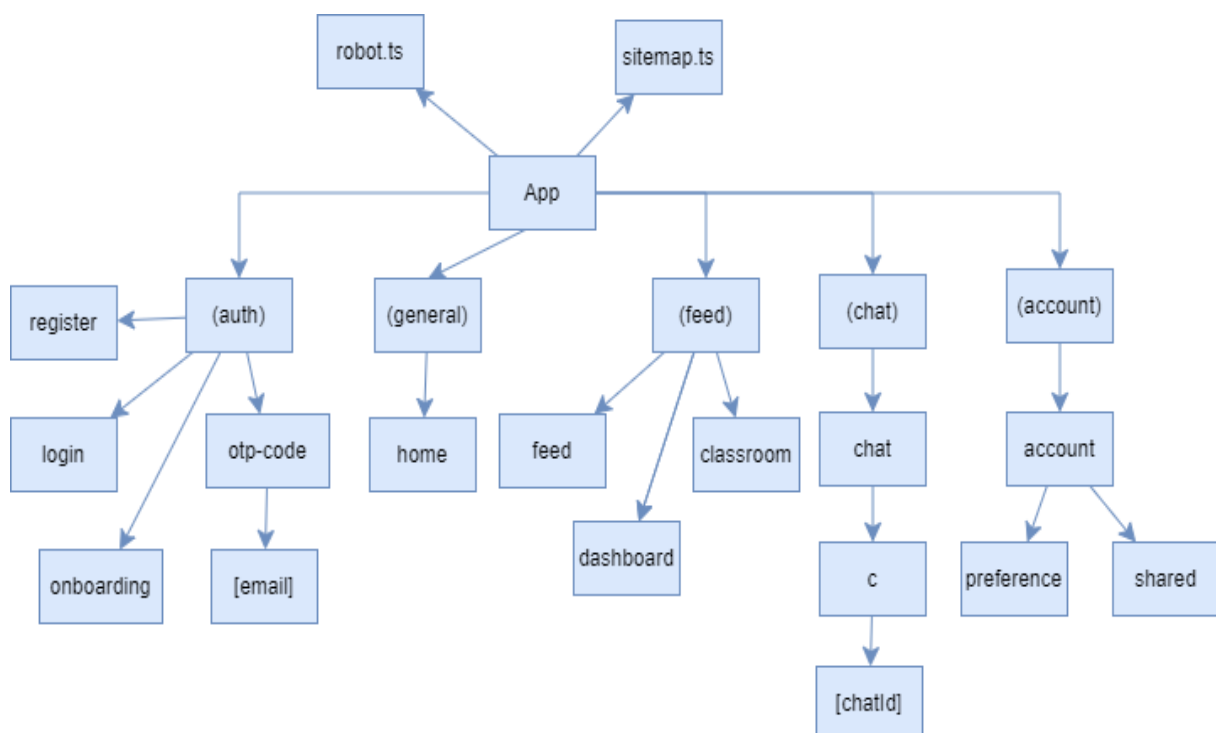 robot.ts
sitemap.ts
App
(auth)
(general)
(feed)
(chat)
(account)
register
login
otp-code
home
feed
classroom
chat
account
onboarding
[email]
dashboard
c
preference
shared
[chatId]